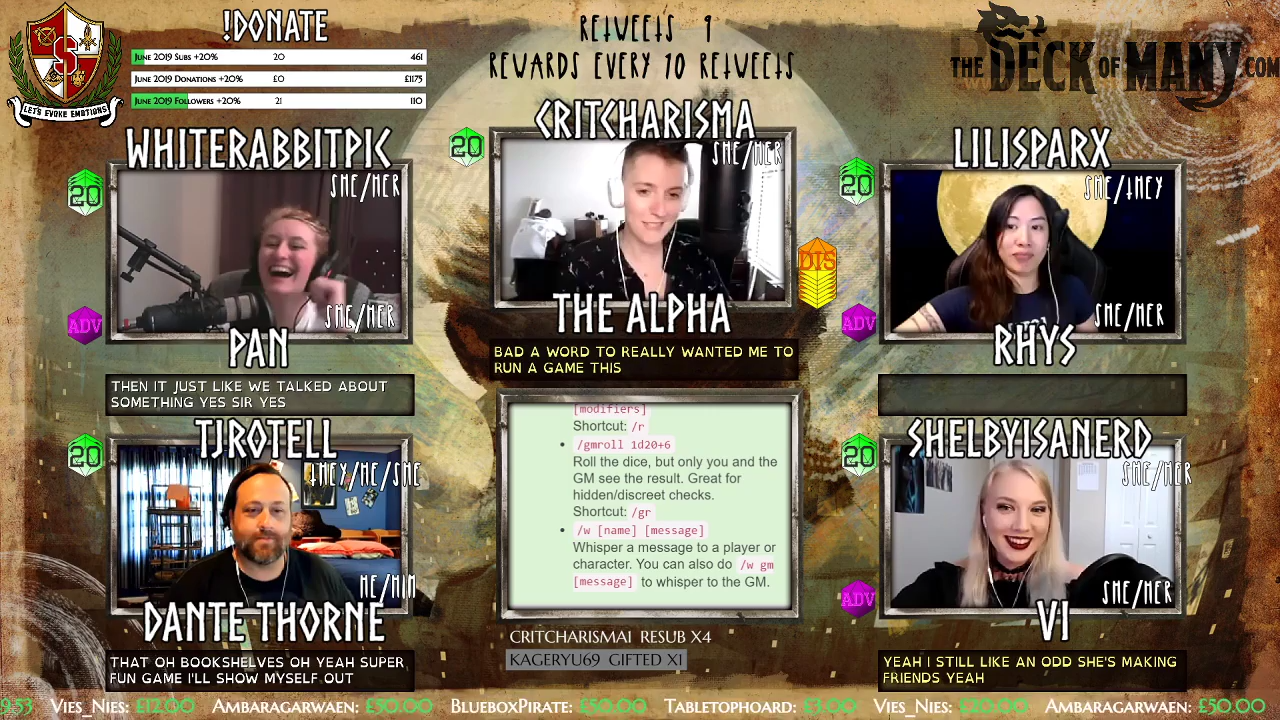 !DONATE
JUNE 2019 SUBS +20% 20 461
JUNE 2019 DONATIONS +20% £0 £1175
JUNE 2019 FOLLOWERS +20% 21 110
LET'S EVOKE EMOTIONS
RETWEETS 9
REWARDS EVERY 10 RETWEETS
THE DECK OF MANY.COM
WHITERABBITPIC
SHE/HER
20
ADV
SHE/HER
PAN
THEN IT JUST LIKE WE TALKED ABOUT
SOMETHING YES SIR YES
CRITCHARISMA
SHE/HER
20
DIS
THE ALPHA
BAD A WORD TO REALLY WANTED ME TO
RUN A GAME THIS
LILISPARX
SHE/THEY
20
ADV
SHE/HER
RHYS
TJROTELL
THEY/HE/SHE
20
HE/HIM
DANTE THORNE
THAT OH BOOKSHELVES OH YEAH SUPER
FUN GAME I'LL SHOW MYSELF OUT
[modifiers]
Shortcut: /r
• /gmroll 1d20+6
Roll the dice, but only you and the
GM see the result. Great for
hidden/discreet checks.
Shortcut: /gr
• /w [name] [message]
Whisper a message to a player or
character. You can also do /w gm
[message] to whisper to the GM.
CRITCHARISMA1 RESUB X4
KAGERYU69 GIFTED X1
SHELBYISANERD
SHE/HER
20
ADV
SHE/HER
VI
YEAH I STILL LIKE AN ODD SHE'S MAKING
FRIENDS YEAH
9.53 VIES_NIES: £12.00 AMBARAGARWAEN: £50.00 BLUEBOXPIRATE: £50.00 TABLETOPHOARD: £3.00 VIES_NIES: £20.00 AMBARAGARWAEN: £50.00